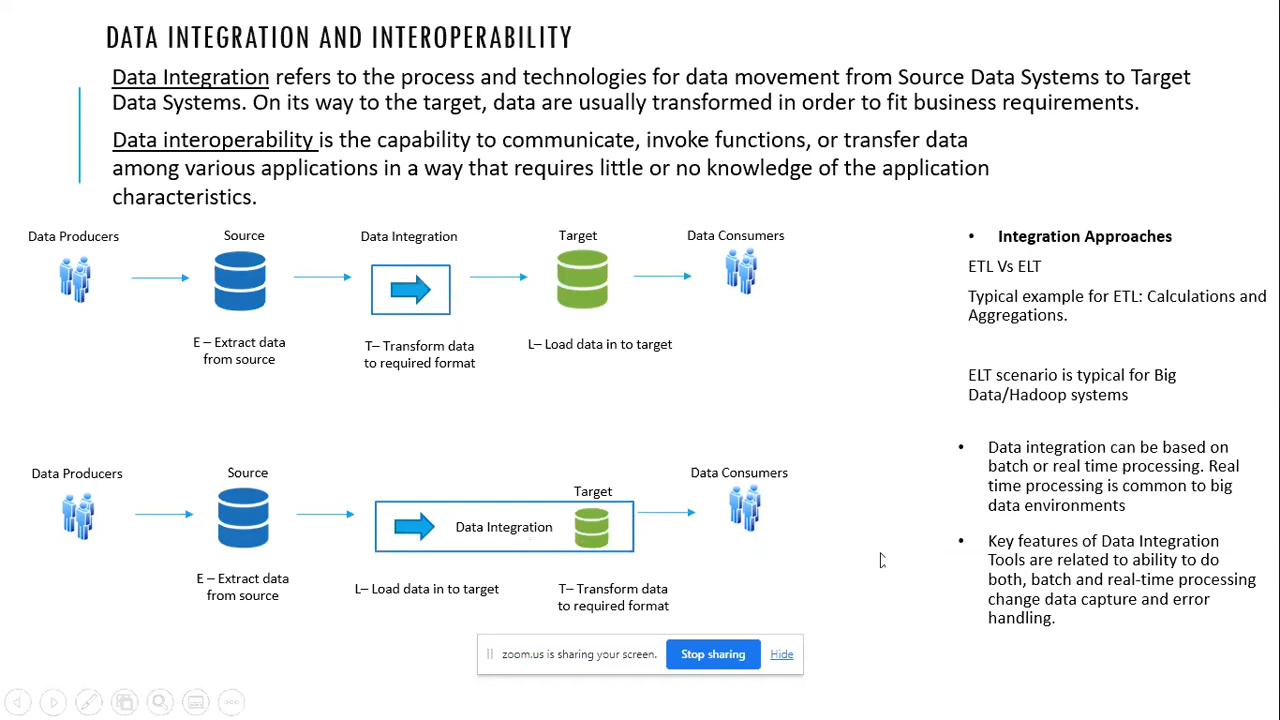 DATA INTEGRATION AND INTEROPERABILITY
Data Integration refers to the process and technologies for data movement from Source Data Systems to Target
Data Systems. On its way to the target, data are usually transformed in order to fit business requirements.
Data interoperability is the capability to communicate, invoke functions, or transfer data
among various applications in a way that requires little or no knowledge of the application
characteristics.
Data Producers
Source
Data Integration
Target
Data Consumers
E – Extract data
from source
T– Transform data
to required format
L– Load data in to target
Data Producers
Source
Target
Data Integration
Data Consumers
E – Extract data
from source
L– Load data in to target
T– Transform data
to required format
• Integration Approaches
ETL Vs ELT
Typical example for ETL: Calculations and
Aggregations.
ELT scenario is typical for Big
Data/Hadoop systems
• Data integration can be based on
batch or real time processing. Real
time processing is common to big
data environments
• Key features of Data Integration
Tools are related to ability to do
both, batch and real-time processing
change data capture and error
handling.
zoom.us is sharing your screen.
Stop sharing
Hide